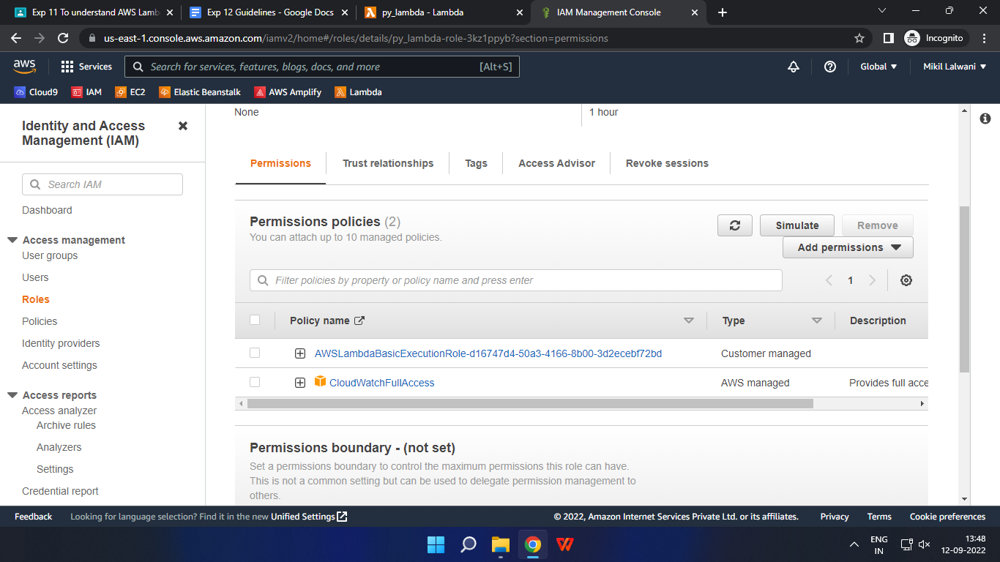 Exp 11 To understand AWS Lamb
Exp 12 Guidelines - Google Docs
py_lambda - Lambda
IAM Management Console
us-east-1.console.aws.amazon.com/iamv2/home#/roles/details/py_lambda-role-3kz1ppyb?section=permissions
Incognito
aws
Services
Search for services, features, blogs, docs, and more
[Alt+S]
Global
Mikil Lalwani
Cloud9
IAM
EC2
Elastic Beanstalk
AWS Amplify
Lambda
Identity and Access
Management (IAM)
Search IAM
Dashboard
Access management
User groups
Users
Roles
Policies
Identity providers
Account settings
Access reports
Access analyzer
Archive rules
Analyzers
Settings
Credential report
None
1 hour
Permissions
Trust relationships
Tags
Access Advisor
Revoke sessions
Permissions policies (2)
You can attach up to 10 managed policies.
Simulate
Remove
Add permissions
Filter policies by property or policy name and press enter
1
Policy name
Type
Description
AWSLambdaBasicExecutionRole-d16747d4-50a3-4166-8b00-3d2ecebf72bd
Customer managed
CloudWatchFullAccess
AWS managed
Provides full acce
Permissions boundary - (not set)
Set a permissions boundary to control the maximum permissions this role can have.
This is not a common setting but can be used to delegate permission management to
others.
Feedback
Looking for language selection? Find it in the new Unified Settings
© 2022, Amazon Internet Services Private Ltd. or its affiliates.
Privacy
Terms
Cookie preferences
ENG
IN
13:48
12-09-2022